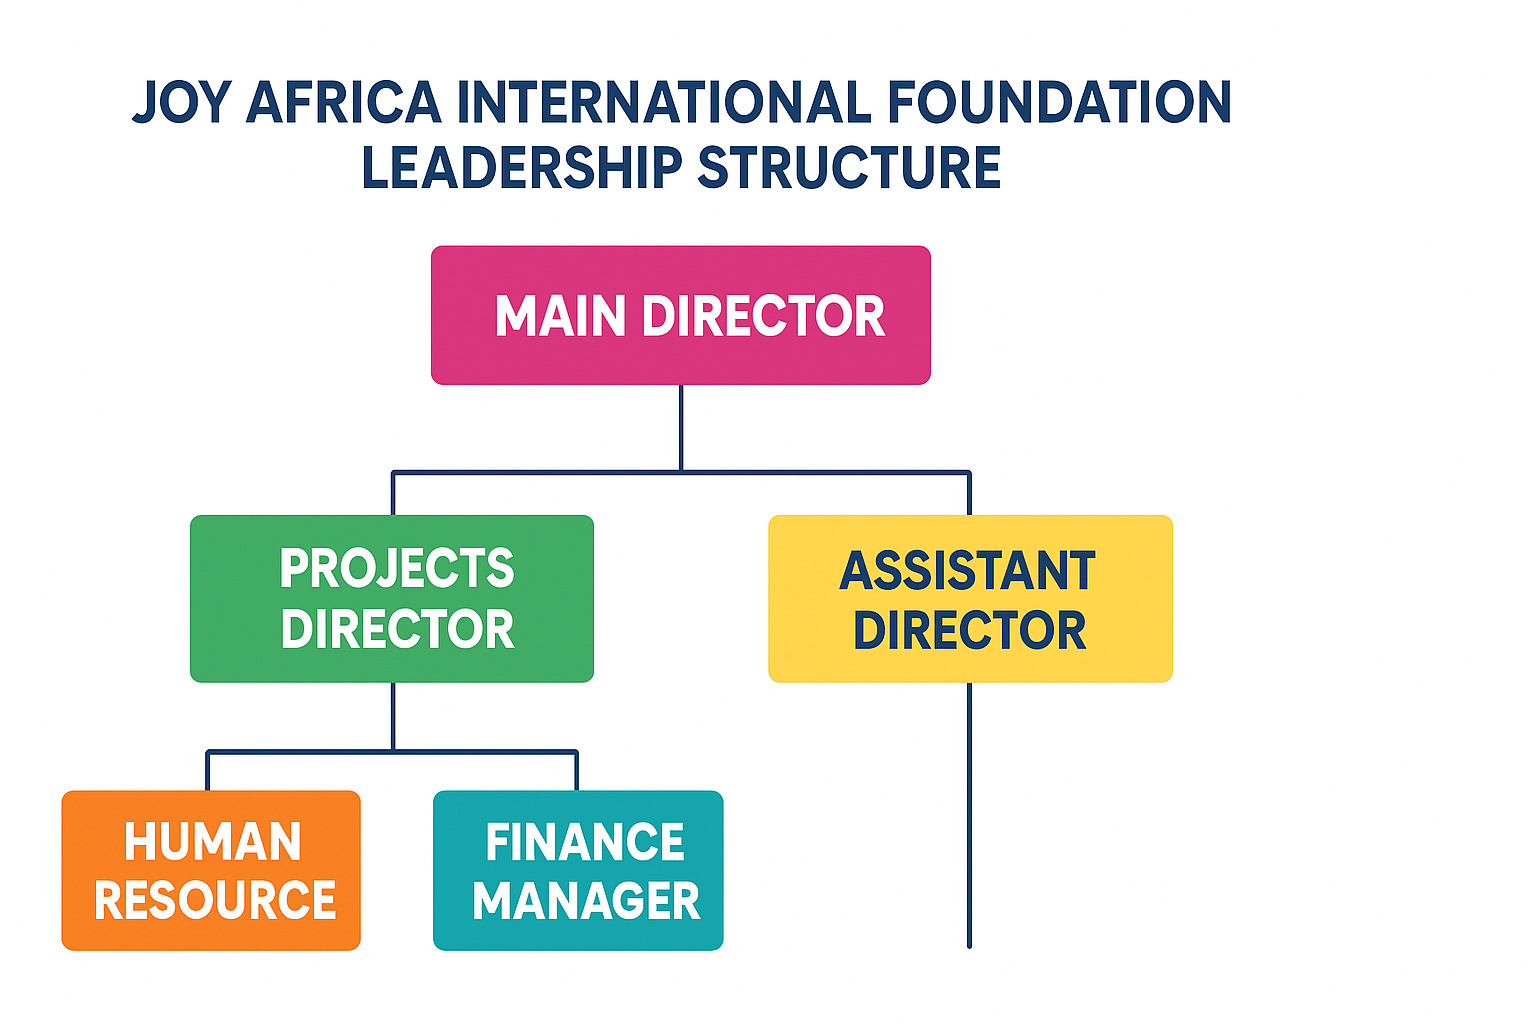 JOY AFRICA INTERNATIONAL FOUNDATION
LEADERSHIP STRUCTURE
MAIN DIRECTOR
PROJECTS
DIRECTOR
ASSISTANT
DIRECTOR
HUMAN
RESOURCE
FINANCE
MANAGER